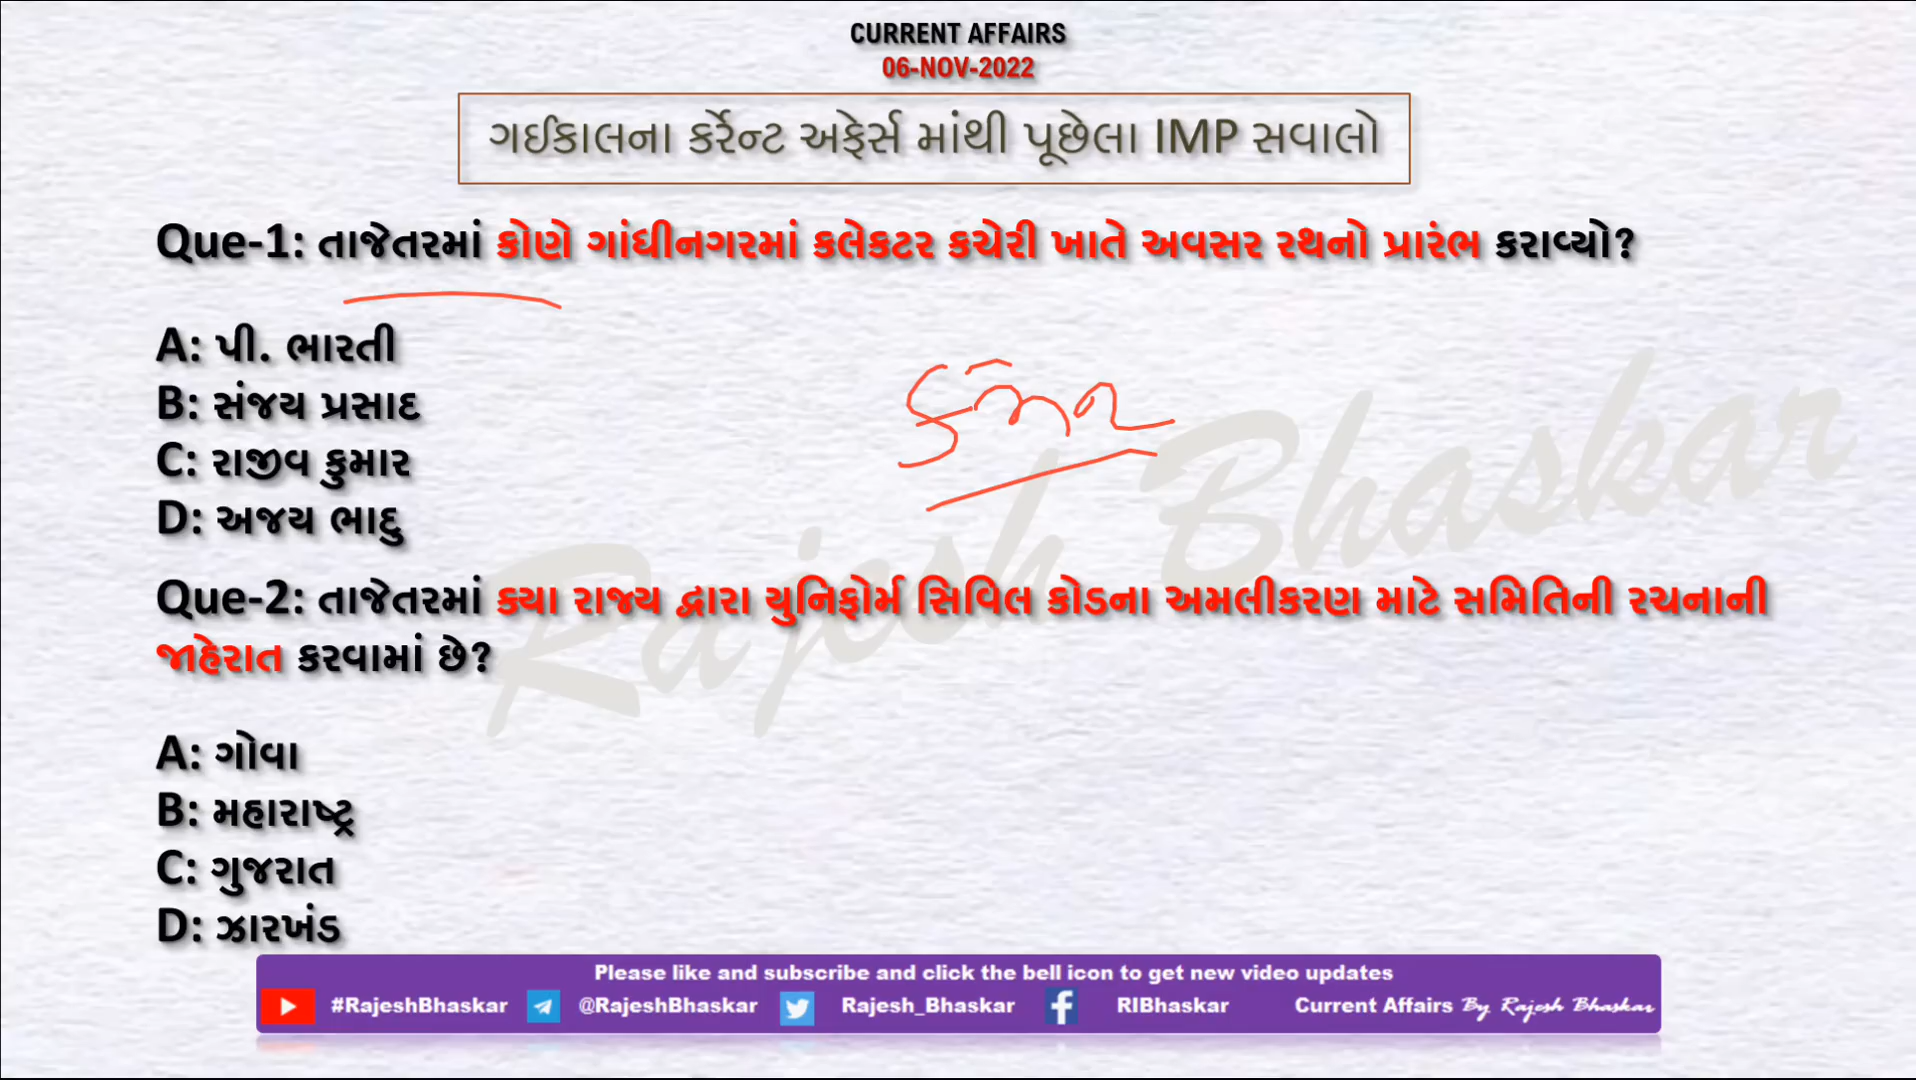 CURRENT AFFAIRS
06-NOV-2022
ગઈકાલના કર્રેન્ટ અફેર્સ માંથી પૂછેલા IMP સવાલો
Que-1: તાજેતરમાં કોણે ગાંધીનગરમાં કલેકટર કચેરી ખાતે અવસર રથનો પ્રારંભ કરાવ્યો?
A: પી. ભારતી
B: સંજય પ્રસાદ
C: રાજીવ કુમાર
D: અજય ભાદુ
Que-2: તાજેતરમાં ક્યા રાજ્ય દ્વારા યુનિફોર્મ સિવિલ કોડના અમલીકરણ માટે સમિતિની રચનાની
જાહેરાત કરવામાં છે?
A: ગોવા
B: મહારાષ્ટ્ર
C: ગુજરાત
D: ઝારખંડ
Rajesh Bhaskar
Please like and subscribe and click the bell icon to get new video updates
#RajeshBhaskar @RajeshBhaskar Rajesh_Bhaskar RIBhaskar Current Affairs By Rajesh Bhaskar